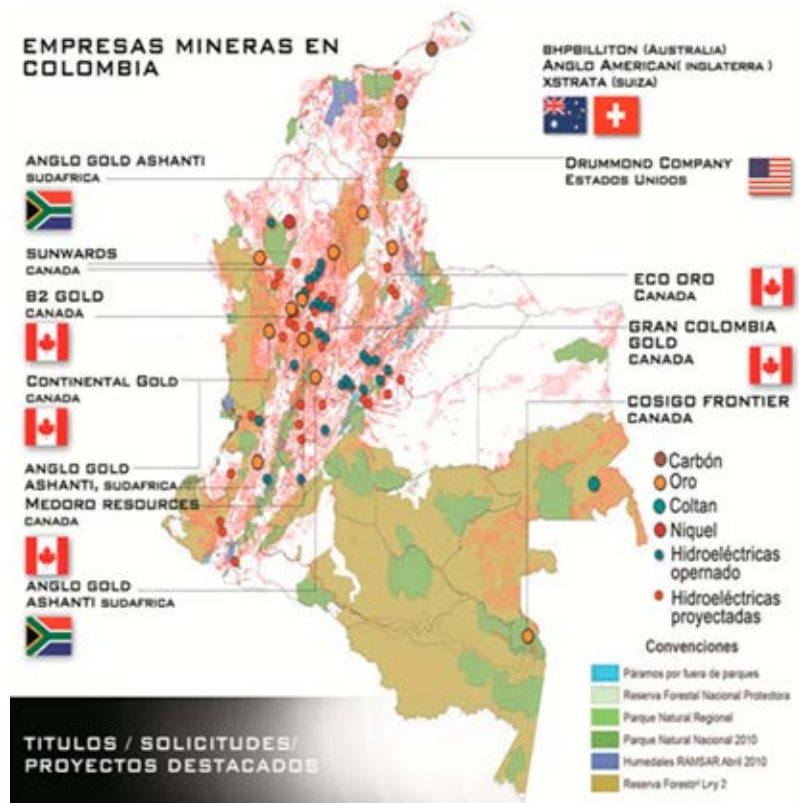 EMPRESAS MINERAS EN
COLOMBIA
BHPBILLITON (AUSTRALIA)
ANGLO AMERICAN( INGLATERRA )
XSTRATA (SUIZA)
ANGLO GOLD ASHANTI
SUDAFRICA
DRUMMOND COMPANY
ESTADOS UNIDOS
SUNWARDS
CANADA
B2 GOLD
CANADA
ECO ORO
CANADA
GRAN COLOMBIA
GOLD
CANADA
CONTINENTAL GOLD
CANADA
COSIGO FRONTIER
CANADA
ANGLO GOLD
ASHANTI, SUDAFRICA
MEDORO RESOURCES
CANADA
ANGLO GOLD
ASHANTI SUDAFRICA
Carbón
Oro
Coltan
Niquel
Hidroeléctricas
opernado
Hidroeléctricas
proyectadas
Convenciones
Páramos por fuera de parques
Reserva Forestal Nacional Protectora
Parque Natural Regional
Parque Natural Nacional 2010
Humedales RAMSAR Abril 2010
Reserva Forestal Lry 2
TITULOS / SOLICITUDES/
PROYECTOS DESTACADOS